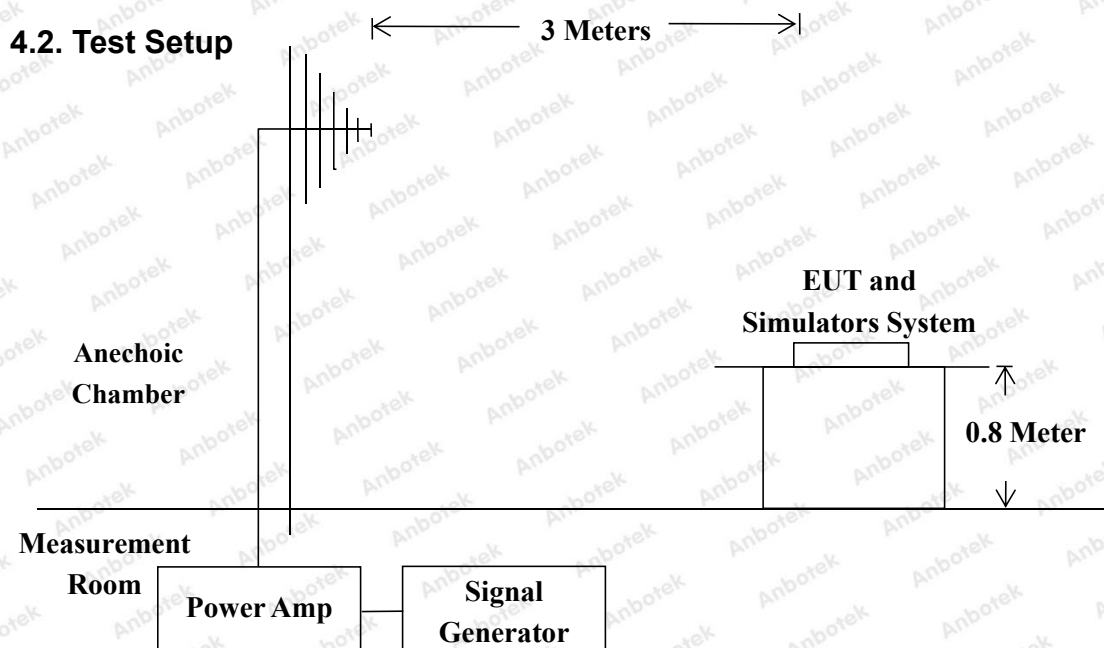 4.2. Test Setup
3 Meters
EUT and
Simulators System
Anechoic
Chamber
0.8 Meter
Measurement
Room
Power Amp
Signal
Generator
Anbotek